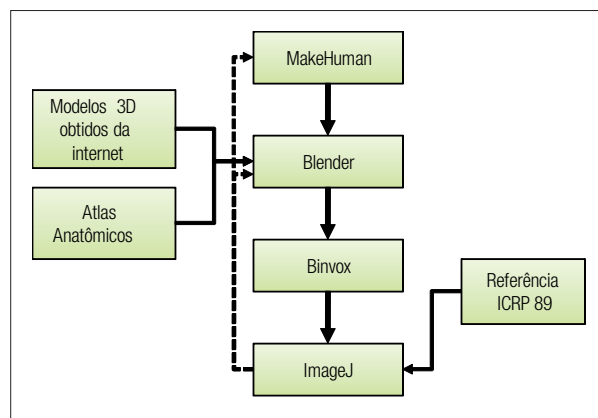 MakeHuman
Modelos 3D
obtidos da
internet
Blender
Atlas
Anatômicos
Binvox
Referência
ICRP 89
ImageJ